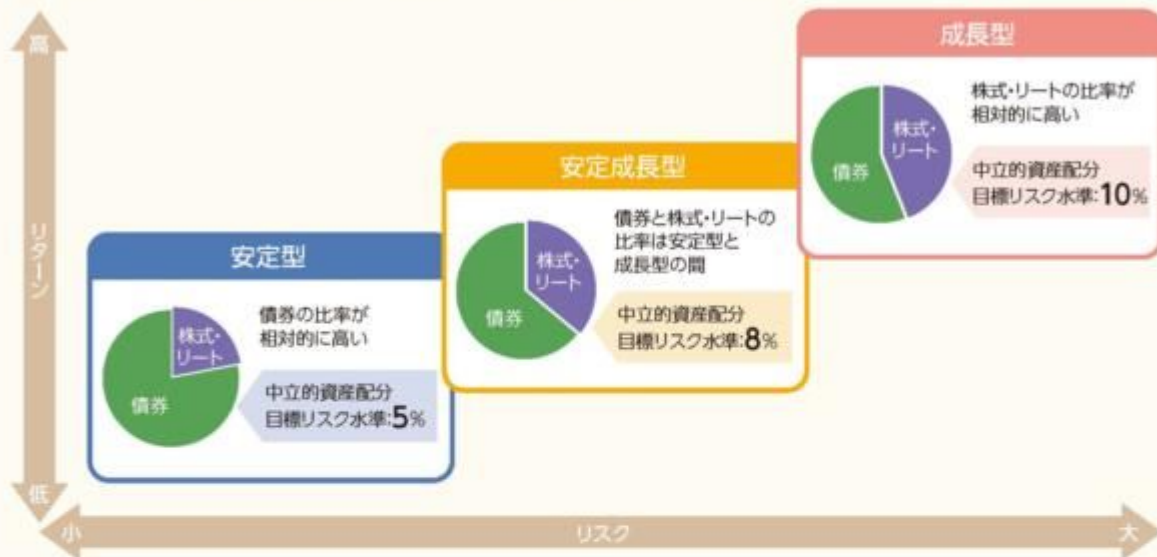 高
リターン
低
小
リスク
大
安定型
株式・
リート
債券
債券の比率が
相対的に高い
中立的資産配分
目標リスク水準:5%
安定成長型
株式・
リート
債券
債券と株式・リートの
比率は安定型と
成長型の間
中立的資産配分
目標リスク水準:8%
成長型
株式・
リート
債券
株式・リートの比率が
相対的に高い
中立的資産配分
目標リスク水準:10%